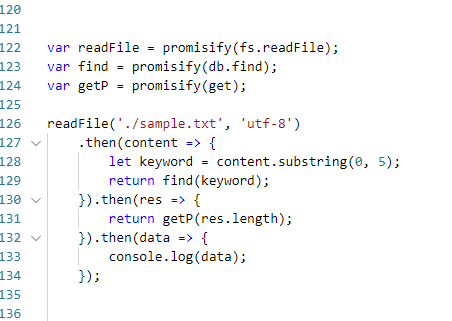 120
121
122 var readFile = promisify(fs.readFile);
123 var find = promisify(db.find);
124 var getP = promisify(get);
125
126 readFile('./sample.txt', 'utf-8')
127     .then(content => {
128         let keyword = content.substring(0, 5);
129         return find(keyword);
130     }).then(res => {
131         return getP(res.length);
132     }).then(data => {
133         console.log(data);
134     });
135
136